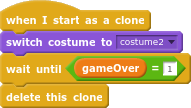 when I start as a clone
switch costume to costume2
wait until gameOver = 1
delete this clone